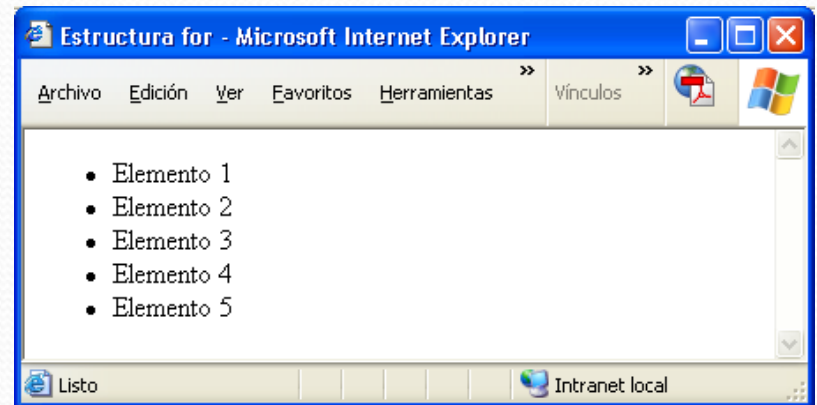 Estructura for - Microsoft Internet Explorer
Archivo Edición Ver Favoritos Herramientas » Vínculos »
• Elemento 1
• Elemento 2
• Elemento 3
• Elemento 4
• Elemento 5
Listo Intranet local